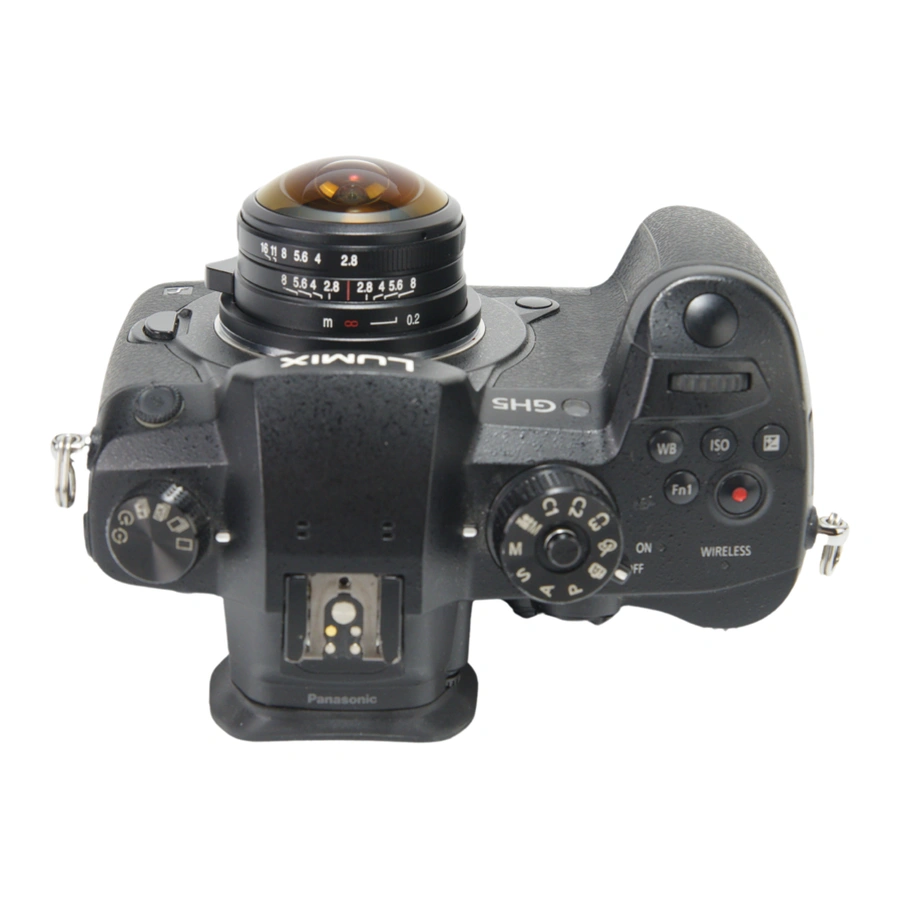 16 11 8 5.6 4 2.8
8 5.6 4 2.8 2.8 4 5.6 8
m ∞ 0.2
LUMIX
GH5
WB ISO
Fn1
M
S
A
P
C1
C2
C3
ON
WIRELESS
Panasonic